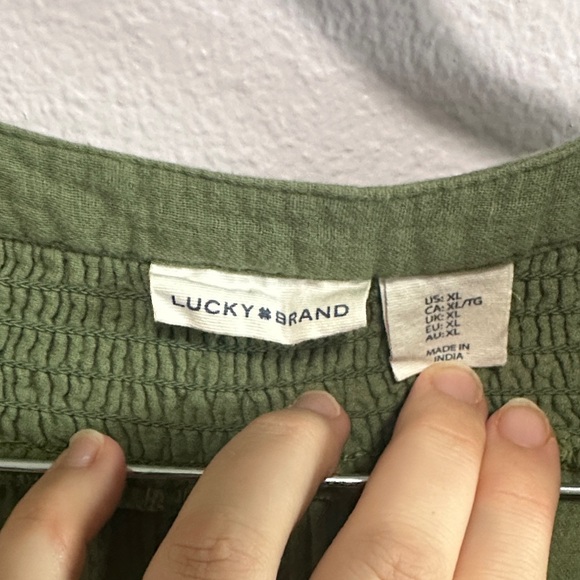 LUCKY BRAND
US: XL
CA: XL/TG
UK: XL
EU: XL
AU: XL
MADE IN
INDIA